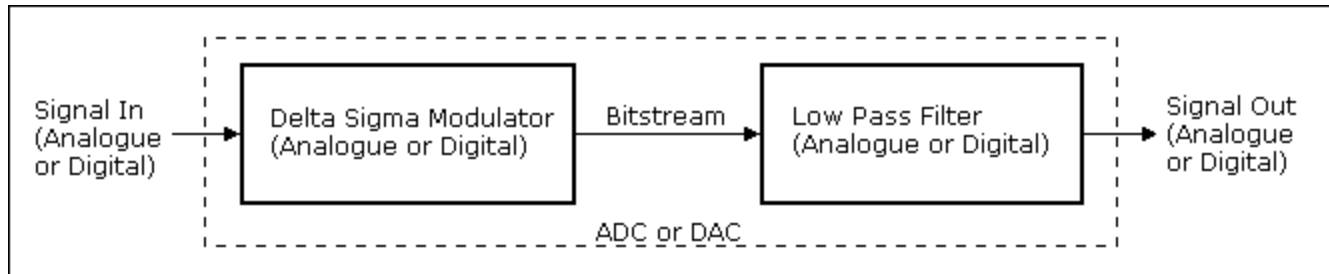 Signal In
(Analogue
or Digital)
Delta Sigma Modulator
(Analogue or Digital)
Bitstream
Low Pass Filter
(Analogue or Digital)
Signal Out
(Analogue
or Digital)
ADC or DAC